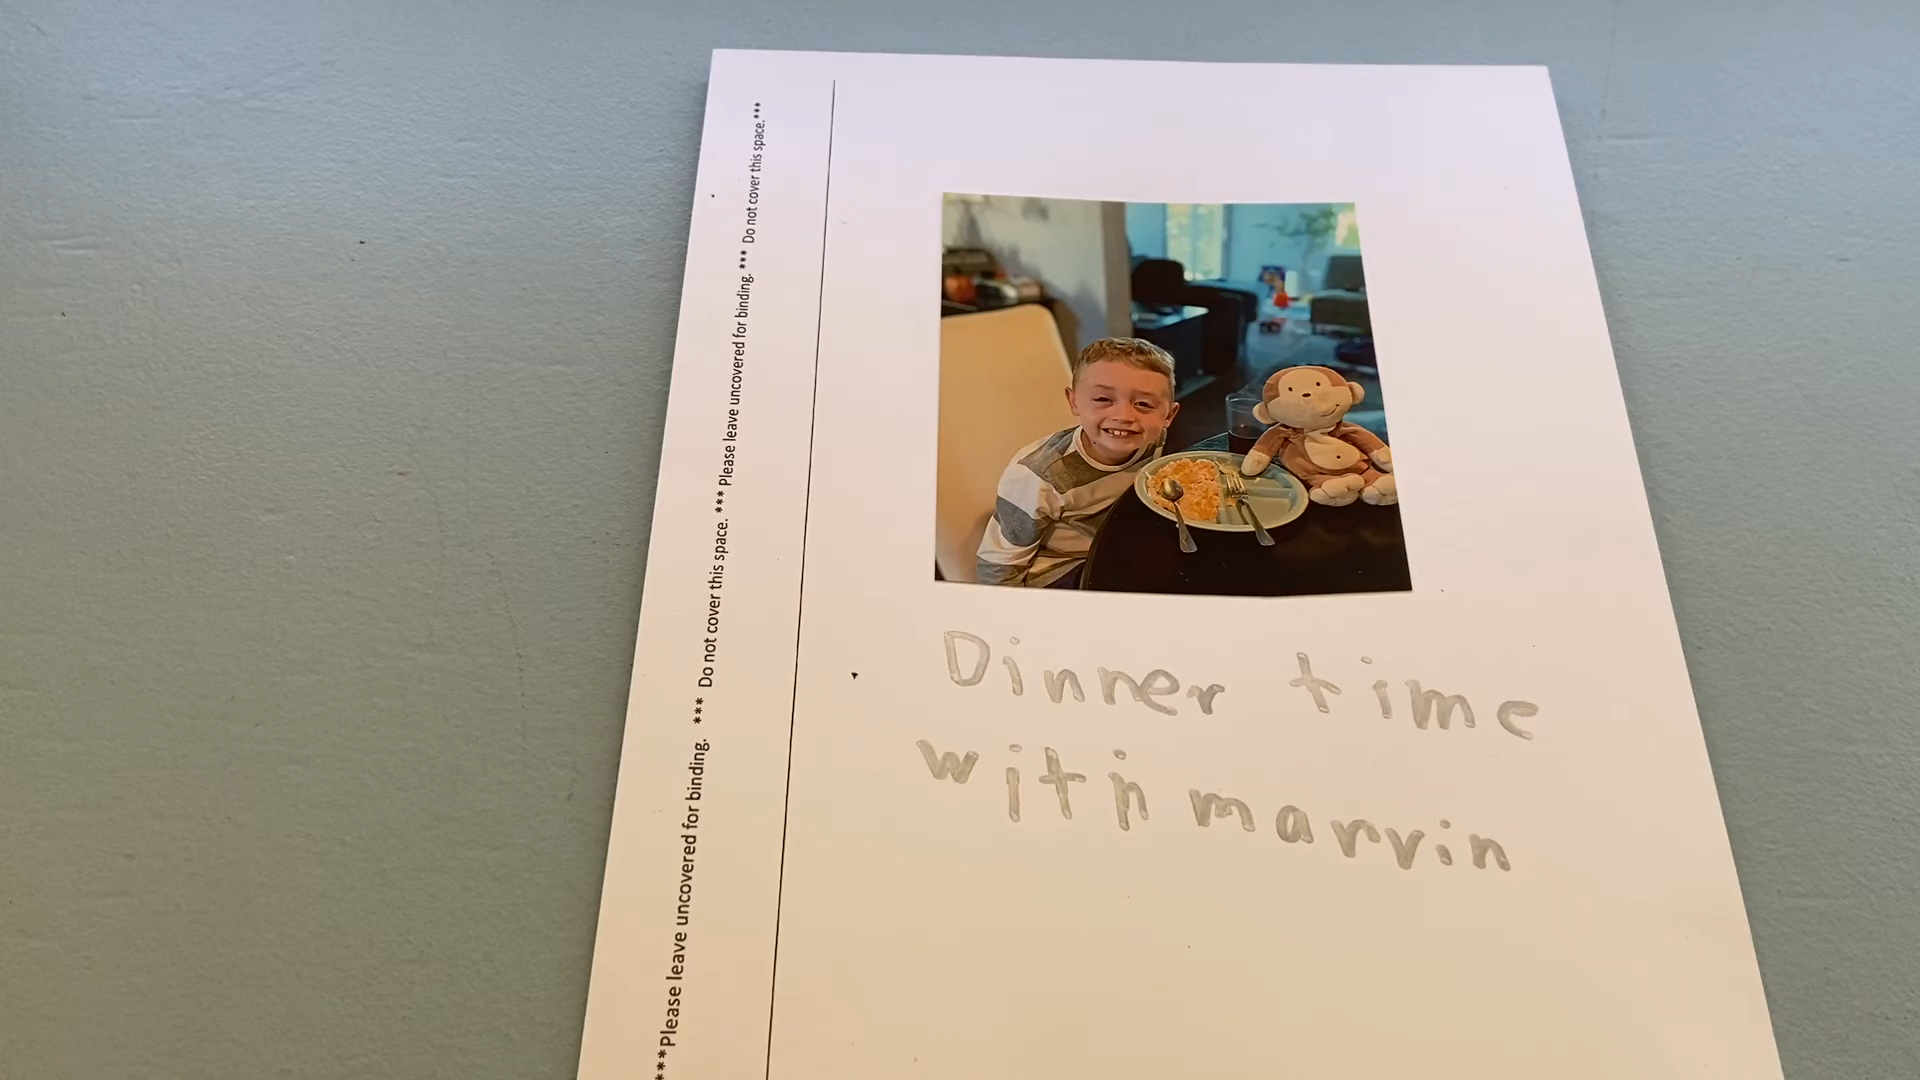 ***Please leave uncovered for binding. *** Do not cover this space. *** Please leave uncovered for binding. *** Do not cover this space.***
Dinner time
with marvin